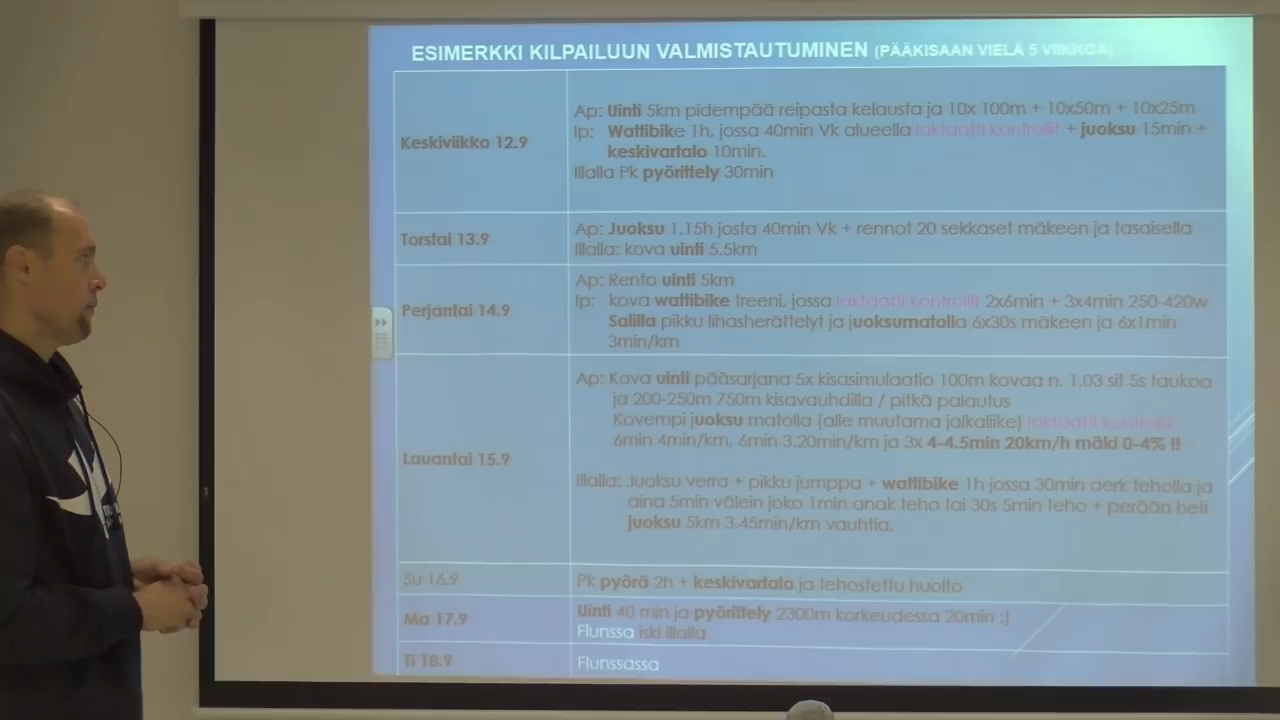 ESIMERKKI KILPAILUUN VALMISTAUTUMINEN (PÄÄKISAAN VIELÄ 5 VIIKKOA)
Keskiviikko 12.9
Ap: Uinti 5km pidempää reipasta kelausta ja 10x 100m + 10x50m + 10x25m
Ip: Wattibike 1h, jossa 40min Vk alueella laktaatti kontrollit + juoksu 15min +
keskivartalo 10min.
Illalla Pk pyörittely 30min
Torstai 13.9
Ap: Juoksu 1.15h josta 40min Vk + rennot 20 sekkaset mäkeen ja tasaisella
Illalla: kova uinti 5.5km
Perjantai 14.9
Ap: Rento uinti 5km
Ip: kova wattibike treeni, jossa laktaatti kontrollit 2x6min + 3x4min 250-420w
Salilla pikku lihasherättelyt ja juoksumatolla 6x30s mäkeen ja 6x1min
3min/km
Lauantai 15.9
Ap: Kova uinti pääsarjana 5x kisasimulaatio 100m kovaa n. 1.03 sit 5s taukoa
ja 200-250m 750m kisavauhdilla / pitkä palautus
Kovempi juoksu matolla (alle muutama jalkaliike) laktaatti kontrollit:
6min 4min/km, 6min 3.20min/km ja 3x 4-4.5min 20km/h mäki 0-4% !!
Illalla: Juoksu verra + pikku jumppa + wattibike 1h jossa 30min aerk teholla ja
aina 5min välein joko 1min anak teho tai 30s 5min teho + perään heti
juoksu 5km 3.45min/km vauhtia.
Su 16.9
Pk pyörä 2h + keskivartalo ja tehostettu huolto
Ma 17.9
Uinti 40 min ja pyörittely 2300m korkeudessa 20min :)
Flunssa iski illalla
Ti 18.9
Flunssassa